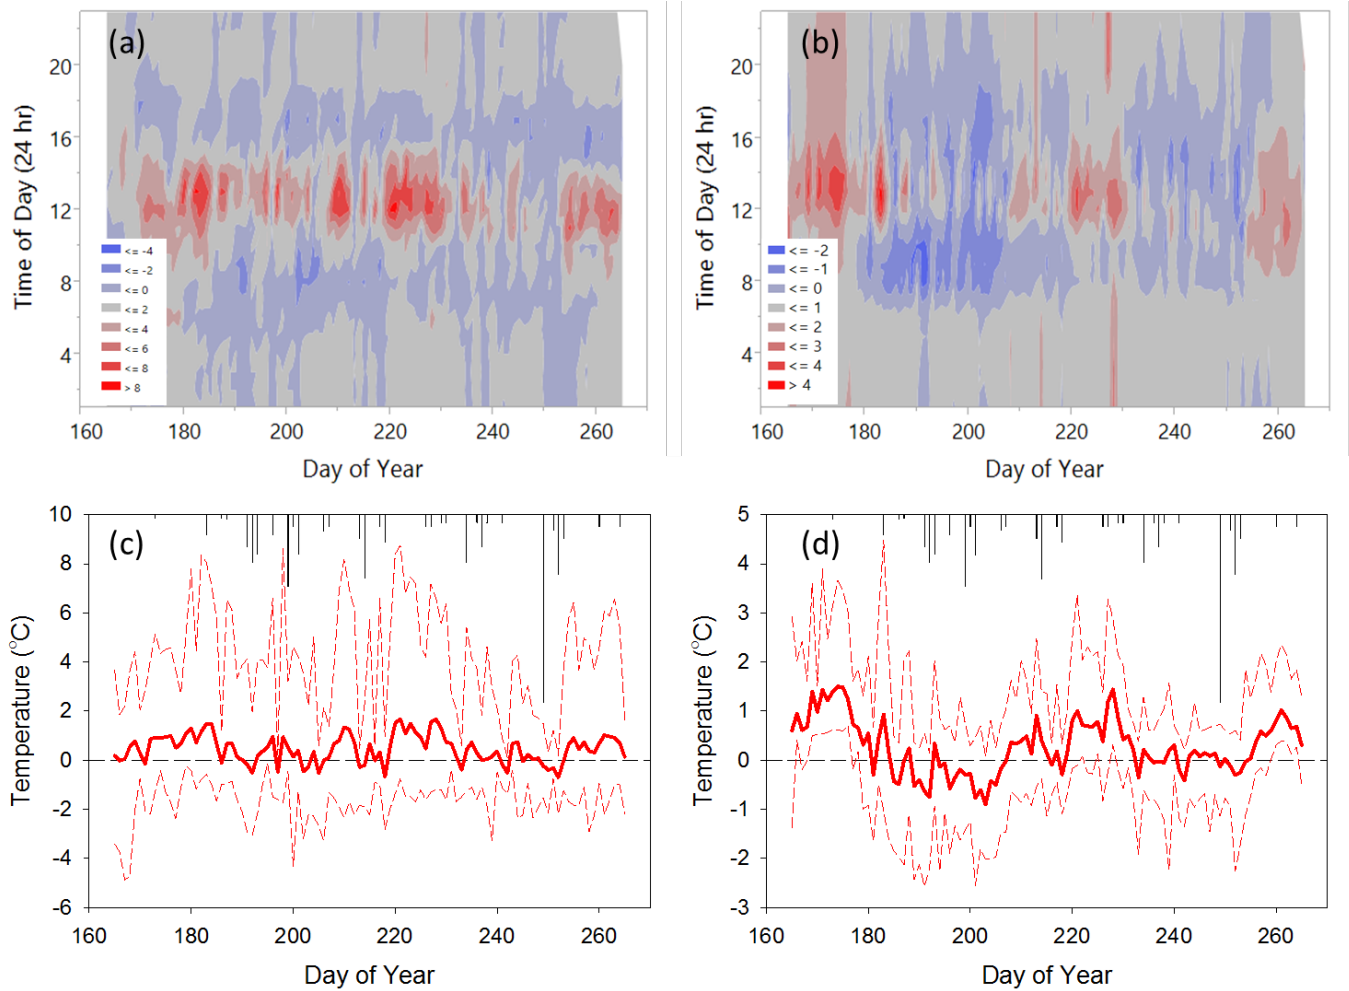 (a)
20
16
12
8
4
Time of Day (24 hr)
<= -4
<= -2
<= 0
<= 2
<= 4
<= 6
<= 8
> 8
160 180 200 220 240 260
Day of Year
(b)
20
16
12
8
4
Time of Day (24 hr)
<= -2
<= -1
<= 0
<= 1
<= 2
<= 3
<= 4
> 4
160 180 200 220 240 260
Day of Year
(c)
10
8
6
4
2
0
-2
-4
-6
Temperature (°C)
160 180 200 220 240 260
Day of Year
(d)
5
4
3
2
1
0
-1
-2
-3
Temperature (°C)
160 180 200 220 240 260
Day of Year